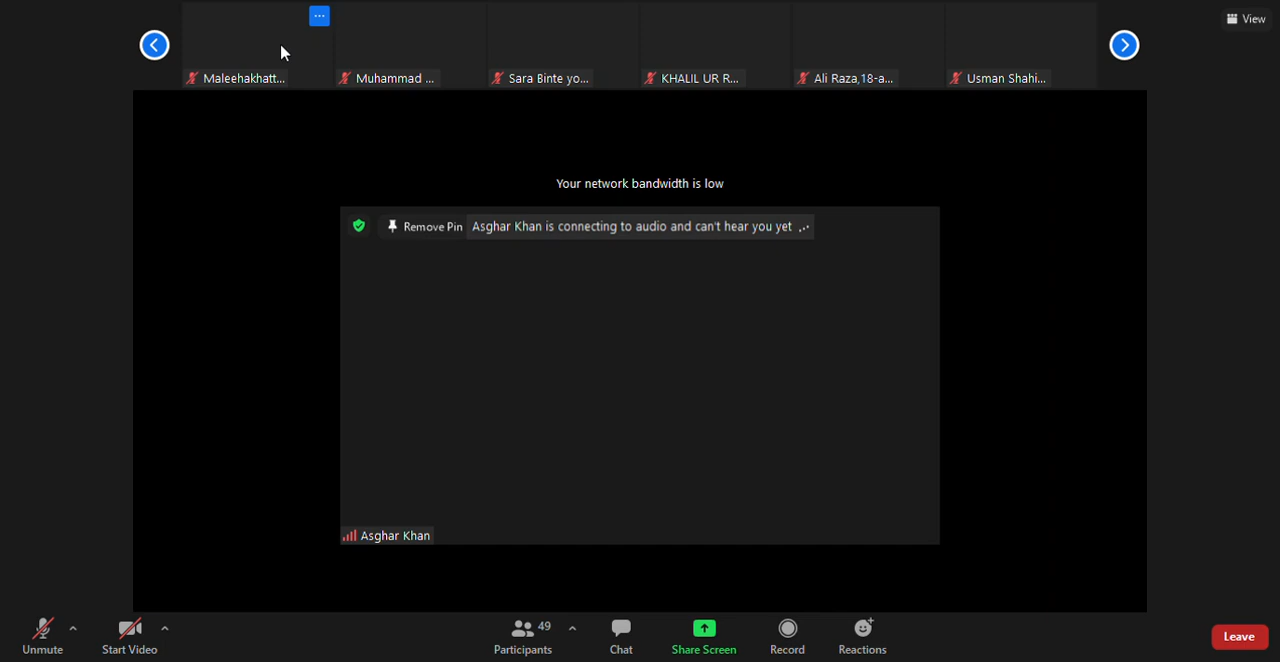 View
Maleehakhatt...
Muhammad ...
Sara Binte yo...
KHALIL UR R...
Ali Raza,18-a...
Usman Shahi...
Your network bandwidth is low
Remove Pin
Asghar Khan is connecting to audio and can't hear you yet
Asghar Khan
Unmute
Start Video
49
Participants
Chat
Share Screen
Record
Reactions
Leave